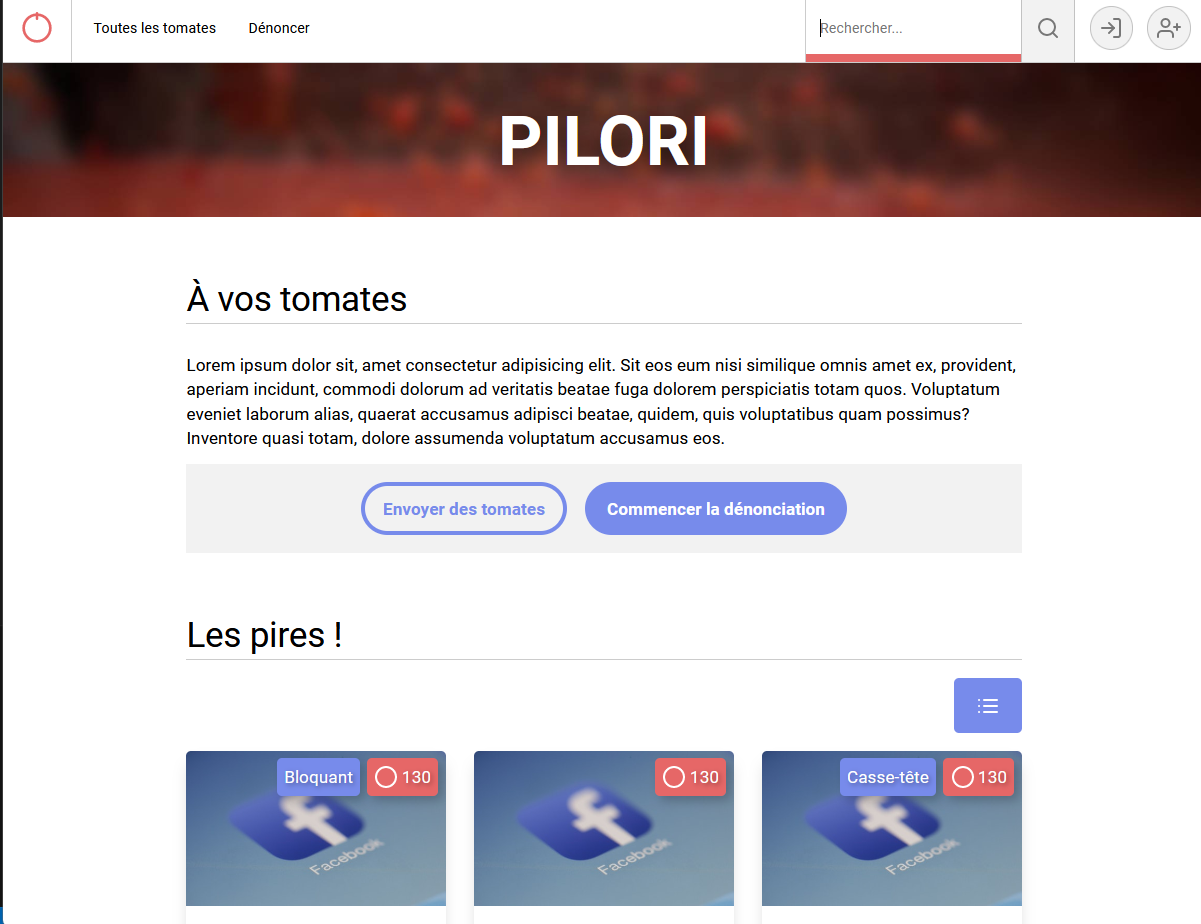 Toutes les tomates
Dénoncer
Rechercher...
PILORI
À vos tomates
Lorem ipsum dolor sit, amet consectetur adipisicing elit. Sit eos eum nisi similique omnis amet ex, provident,
aperiam incidunt, commodi dolorum ad veritatis beatae fuga dolorem perspiciatis totam quos. Voluptatum
eveniet laborum alias, quaerat accusamus adipisci beatae, quidem, quis voluptatibus quam possimus?
Inventore quasi totam, dolore assumenda voluptatum accusamus eos.
Envoyer des tomates
Commencer la dénonciation
Les pires !
Bloquant
130
130
Casse-tête
130
Facebook
Facebook
Facebook